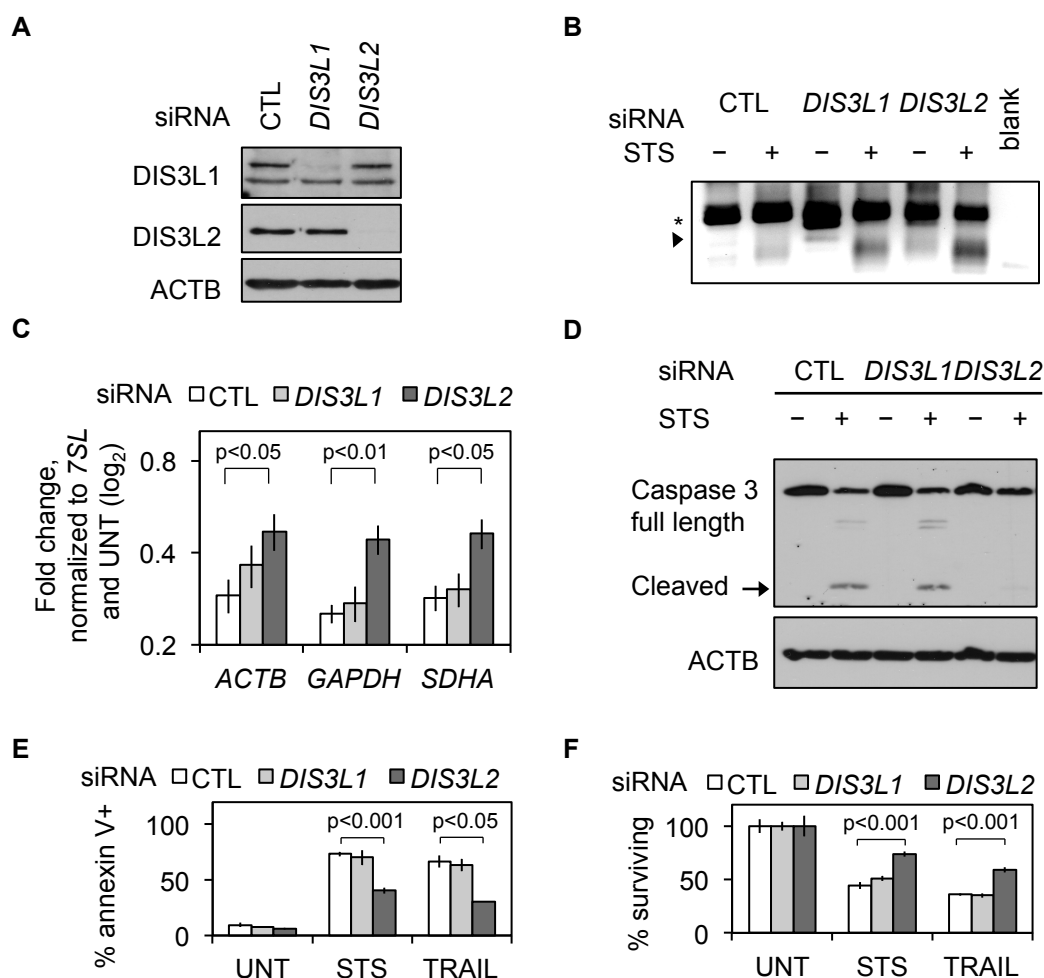 A
siRNA CTL DIS3L1 DIS3L2
DIS3L1
DIS3L2
ACTB
B
siRNA CTL DIS3L1 DIS3L2 blank
STS − + − + − +
*
C
siRNA CTL DIS3L1 DIS3L2
Fold change,
normalized to 7SL
and UNT (log2)
0.8
0.4
0.2
p<0.05 p<0.01 p<0.05
ACTB GAPDH SDHA
D
siRNA CTL DIS3L1 DIS3L2
STS − + − + − +
Caspase 3
full length
Cleaved
ACTB
E
siRNA CTL DIS3L1 DIS3L2
% annexin V+
100
50
0
p<0.001 p<0.05
UNT STS TRAIL
F
siRNA CTL DIS3L1 DIS3L2
% surviving
100
50
0
p<0.001 p<0.001
UNT STS TRAIL